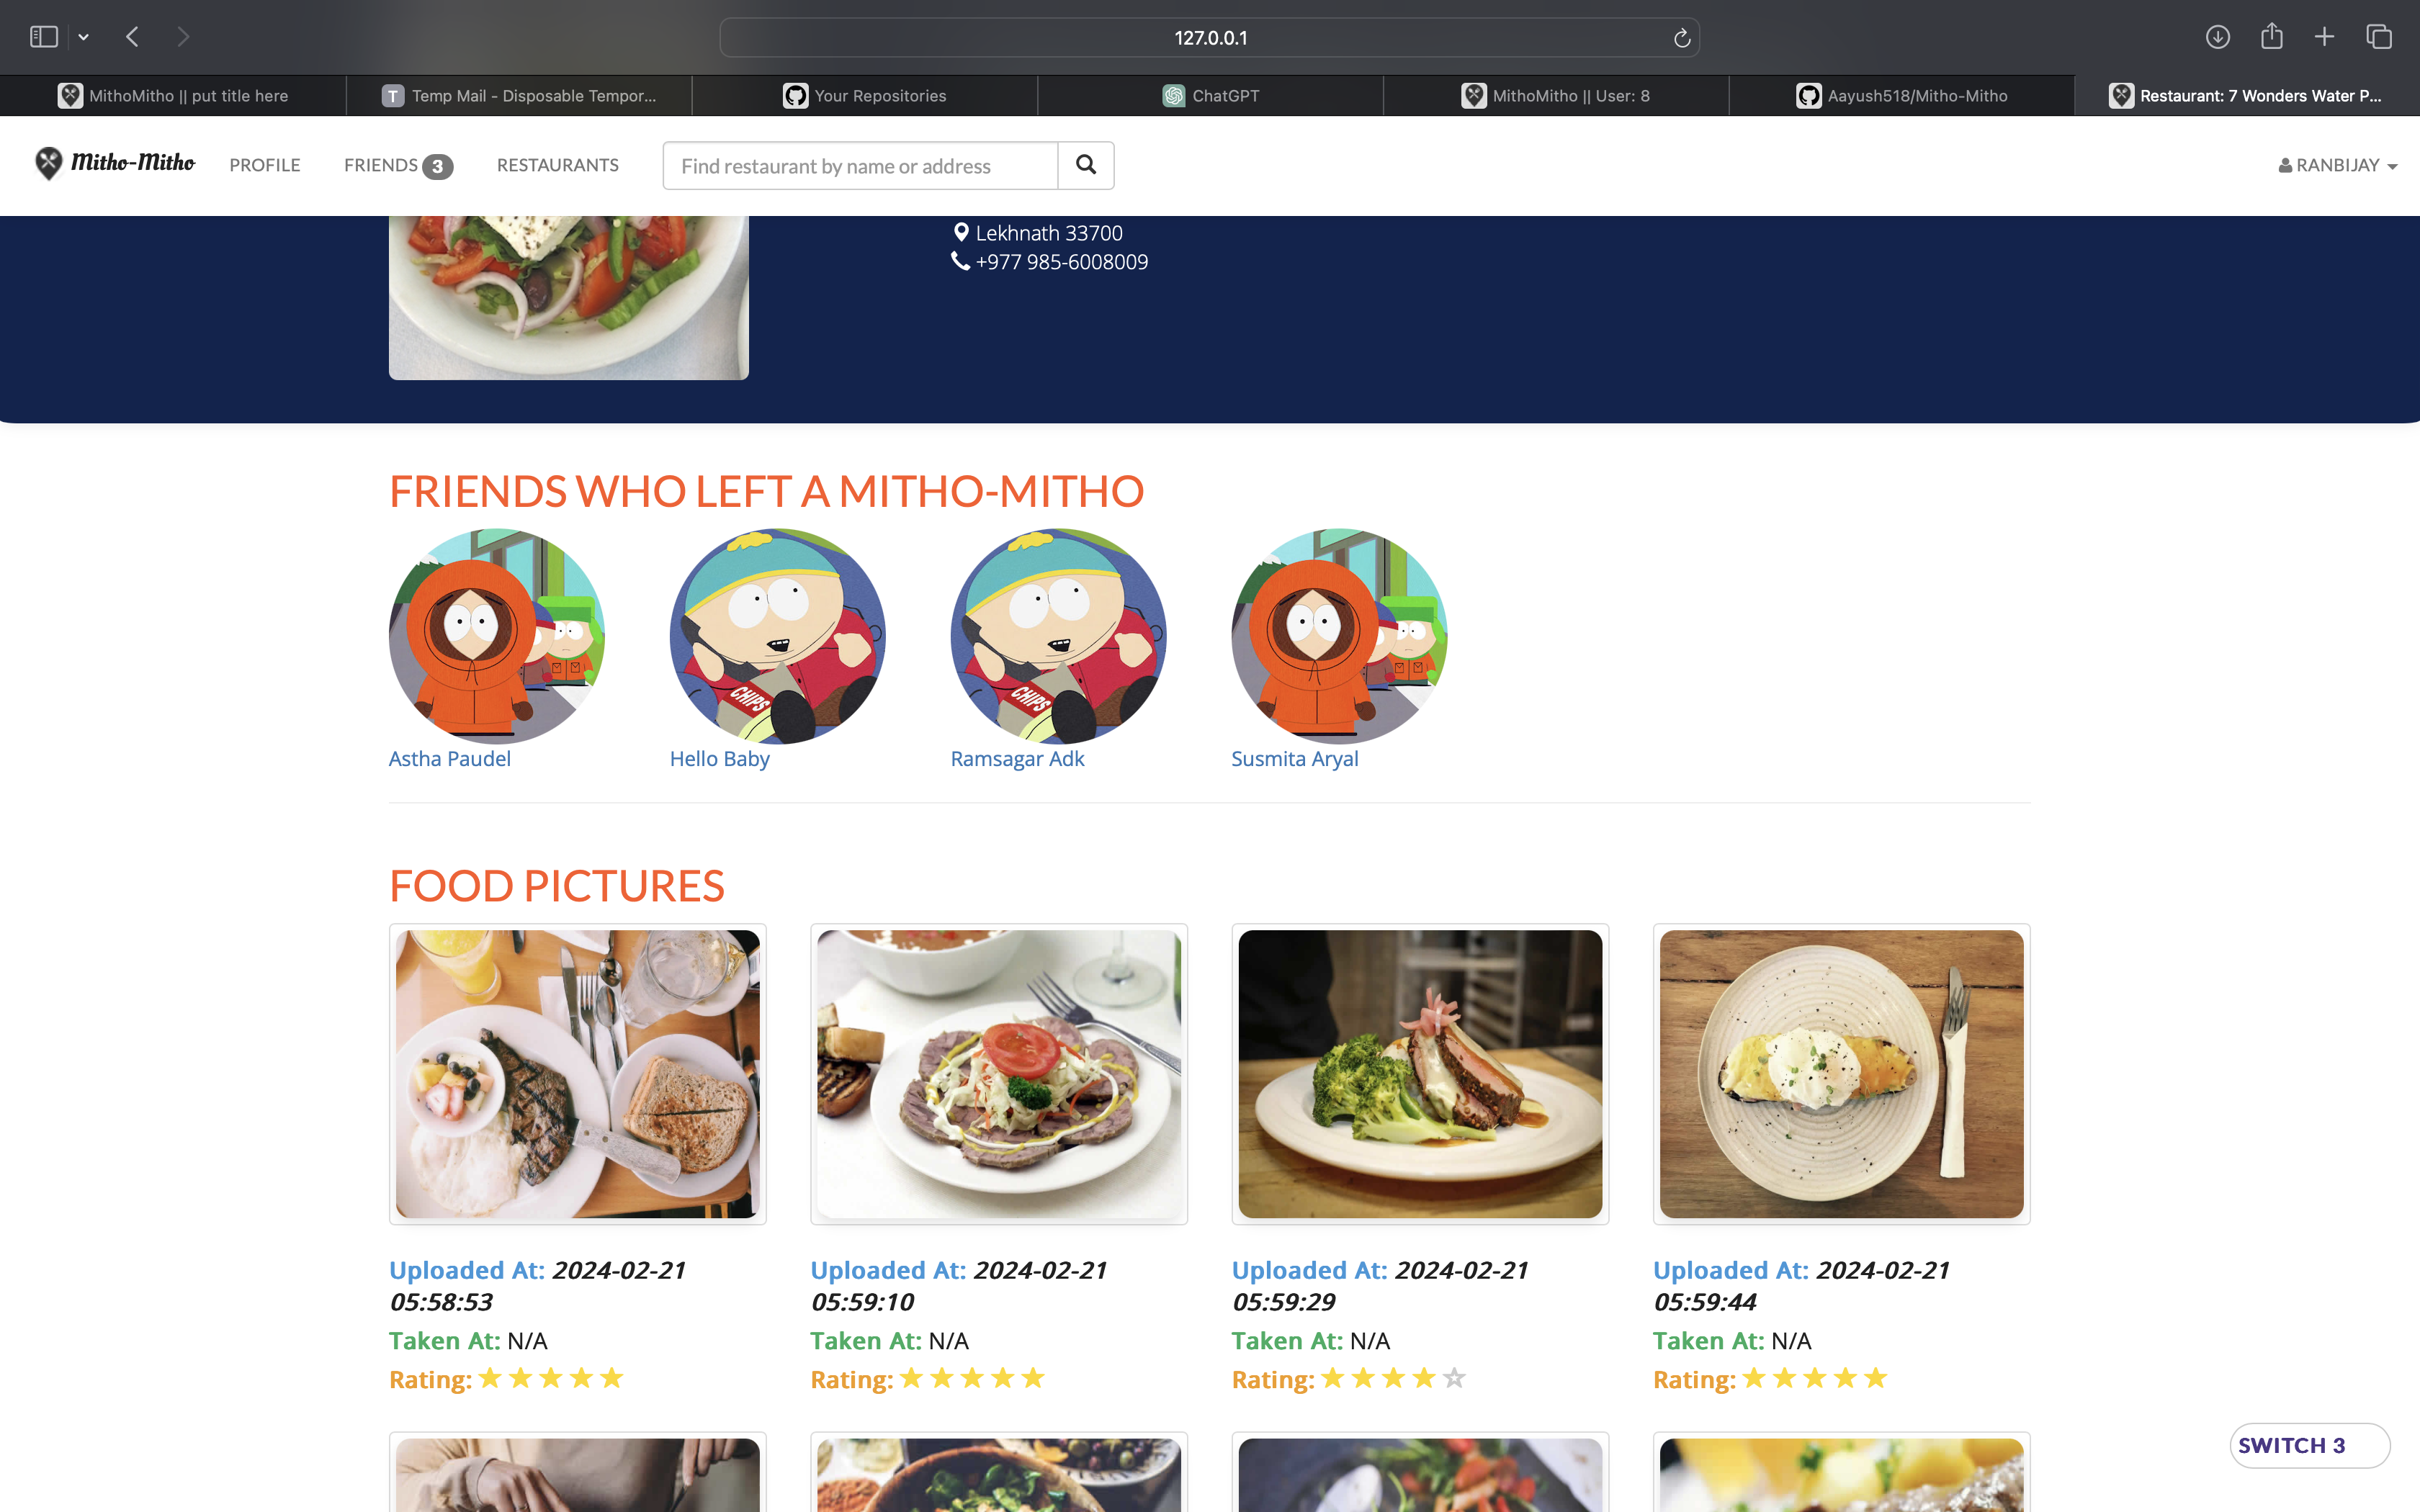 127.0.0.1
MithoMitho || put title here
T Temp Mail - Disposable Tempor...
Your Repositories
ChatGPT
MithoMitho || User: 8
Aayush518/Mitho-Mitho
Restaurant: 7 Wonders Water P...
Mitho-Mitho PROFILE FRIENDS 3 RESTAURANTS Find restaurant by name or address RANBIJAY
Lekhnath 33700
+977 985-6008009
FRIENDS WHO LEFT A MITHO-MITHO
CHIPS
CHIPS
Astha Paudel Hello Baby Ramsagar Adk Susmita Aryal
FOOD PICTURES
Uploaded At: 2024-02-21
05:58:53
Taken At: N/A
Rating:
Uploaded At: 2024-02-21
05:59:10
Taken At: N/A
Rating:
Uploaded At: 2024-02-21
05:59:29
Taken At: N/A
Rating:
Uploaded At: 2024-02-21
05:59:44
Taken At: N/A
Rating:
SWITCH 3